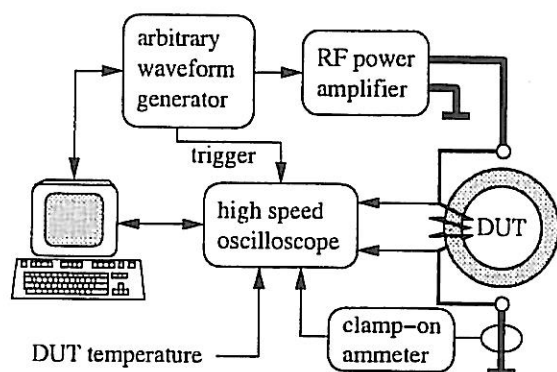 arbitrary
waveform
generator
RF power
amplifier
trigger
high speed
oscilloscope
DUT
DUT temperature
clamp-on
ammeter